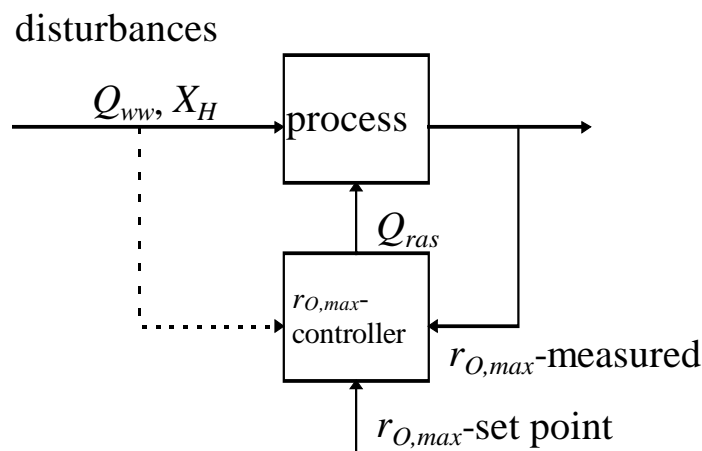 disturbances
Q_ww, X_H
process
Q_ras
r_O,max-
controller
r_O,max-measured
r_O,max-set point